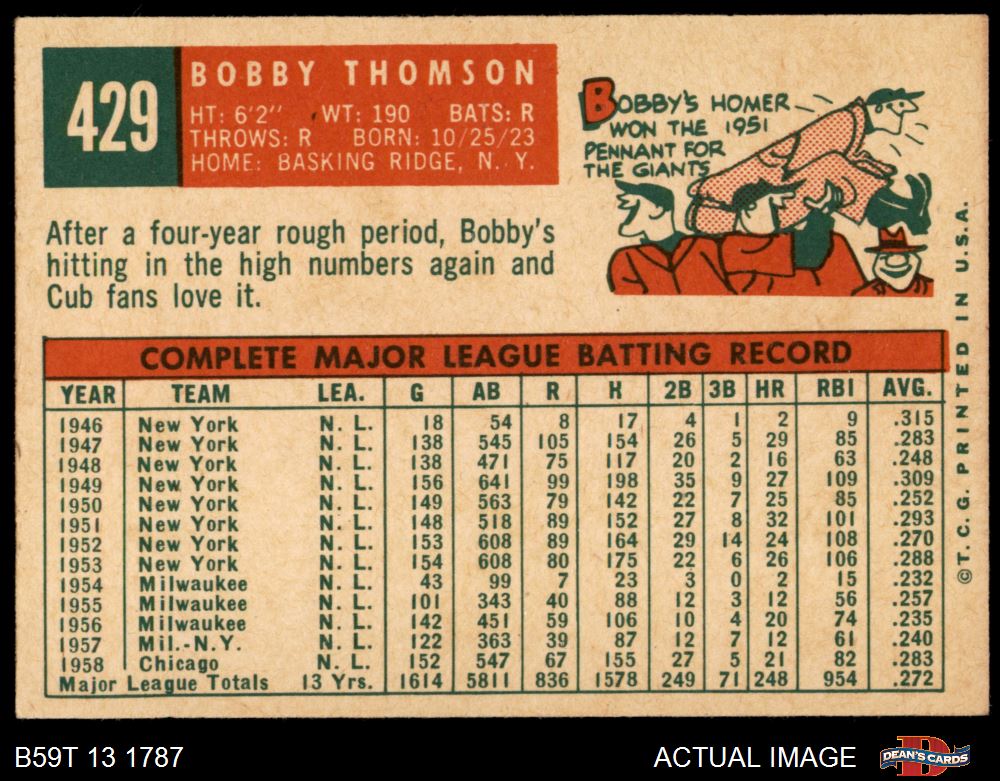 429
BOBBY THOMSON
HT: 6'2" WT: 190 BATS: R
THROWS: R BORN: 10/25/23
HOME: BASKING RIDGE, N. Y.
BOBBY'S HOMER
WON THE 1951
PENNANT FOR
THE GIANTS
After a four-year rough period, Bobby's
hitting in the high numbers again and
Cub fans love it.
COMPLETE MAJOR LEAGUE BATTING RECORD
YEAR TEAM LEA. G AB R H 2B 3B HR RBI AVG.
1946 New York N. L. 18 54 8 17 4 1 2 9 .315
1947 New York N. L. 138 545 105 154 26 5 29 85 .283
1948 New York N. L. 138 471 75 117 20 2 16 63 .248
1949 New York N. L. 156 641 99 198 35 9 27 109 .309
1950 New York N. L. 149 563 79 142 22 7 25 85 .252
1951 New York N. L. 148 518 89 152 27 8 32 101 .293
1952 New York N. L. 153 608 89 164 29 14 24 108 .270
1953 New York N. L. 154 608 80 175 22 6 26 106 .288
1954 Milwaukee N. L. 43 99 7 23 3 0 2 15 .232
1955 Milwaukee N. L. 101 343 40 88 12 3 12 56 .257
1956 Milwaukee N. L. 142 451 59 106 10 4 20 74 .235
1957 Mil.-N.Y. N. L. 122 363 39 87 12 7 12 61 .240
1958 Chicago N. L. 152 547 67 155 27 5 21 82 .283
Major League Totals 13 Yrs. 1614 5811 836 1578 249 71 248 954 .272
©T. C. G. PRINTED IN U.S.A.
B59T 13 1787
ACTUAL IMAGE
DEAN'S CARDS